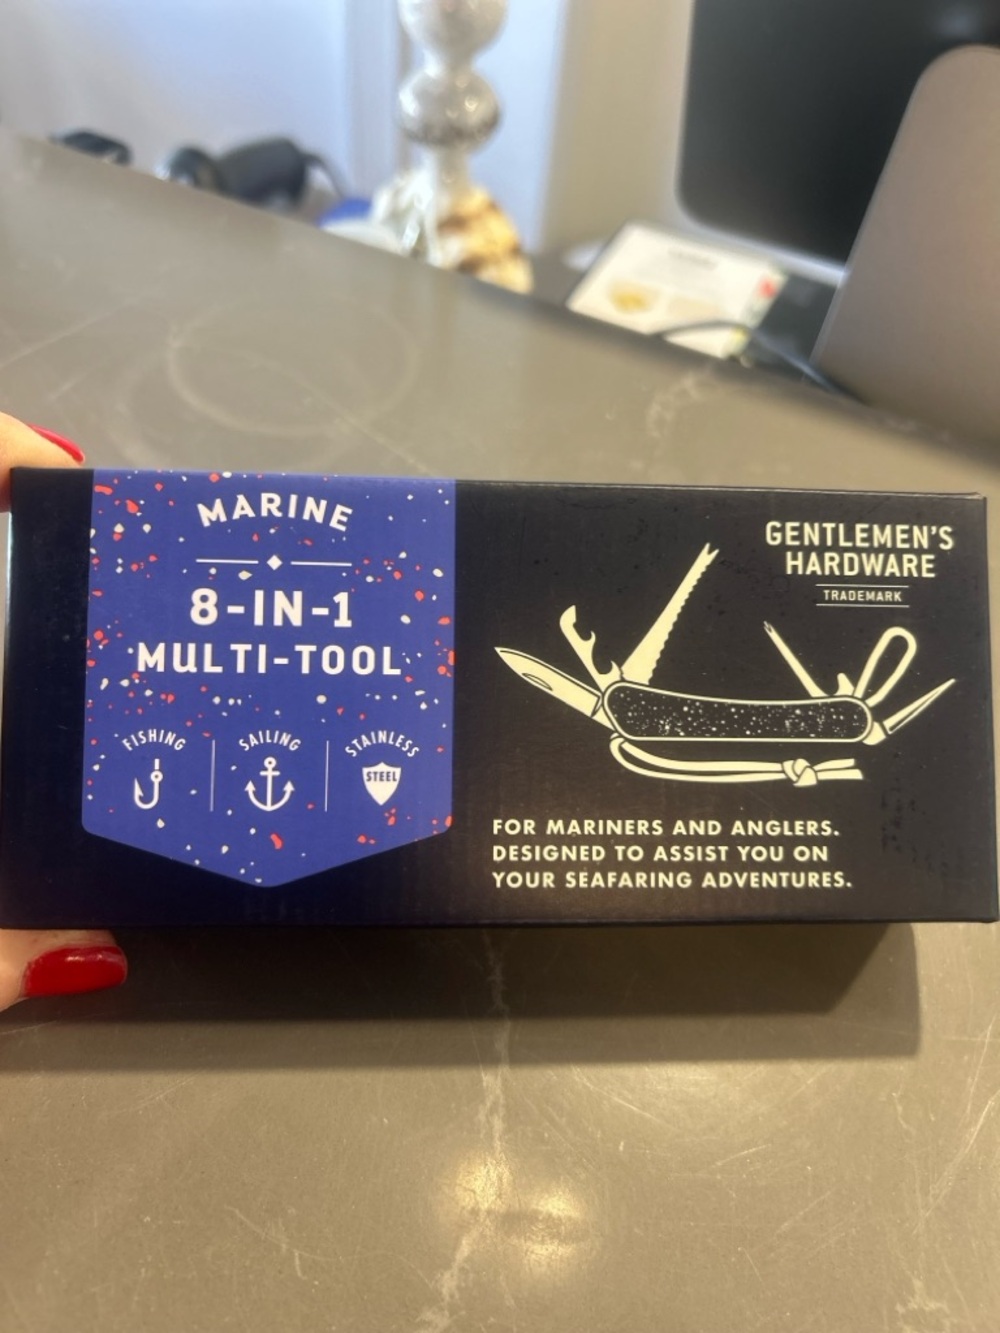 MARINE
8-IN-1
MULTI-TOOL
FISHING
SAILING
STAINLESS
STEEL
GENTLEMEN'S
HARDWARE
TRADEMARK
FOR MARINERS AND ANGLERS.
DESIGNED TO ASSIST YOU ON
YOUR SEAFARING ADVENTURES.